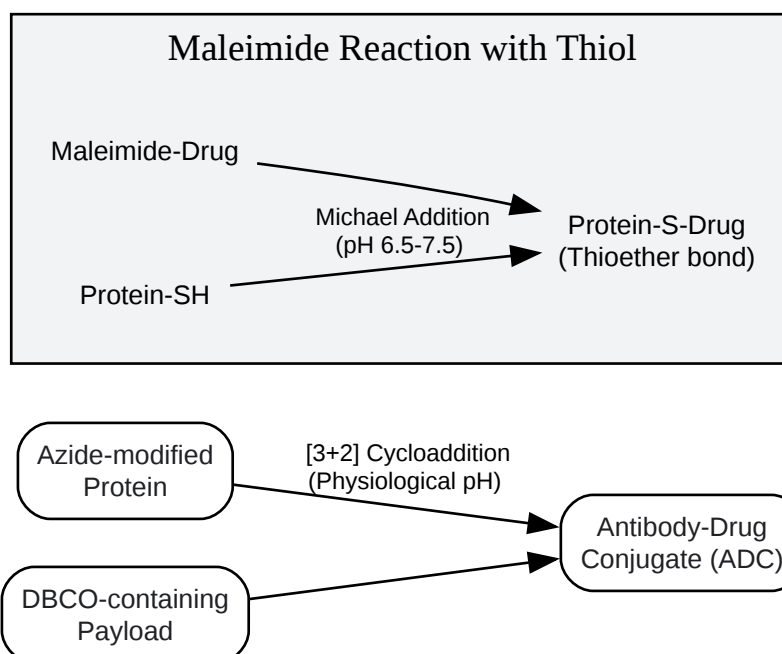 Maleimide Reaction with Thiol
Maleimide-Drug
Michael Addition
(pH 6.5-7.5)
Protein-S-Drug
(Thioether bond)
Protein-SH
Azide-modified
Protein
[3+2] Cycloaddition
(Physiological pH)
Antibody-Drug
Conjugate (ADC)
DBCO-containing
Payload